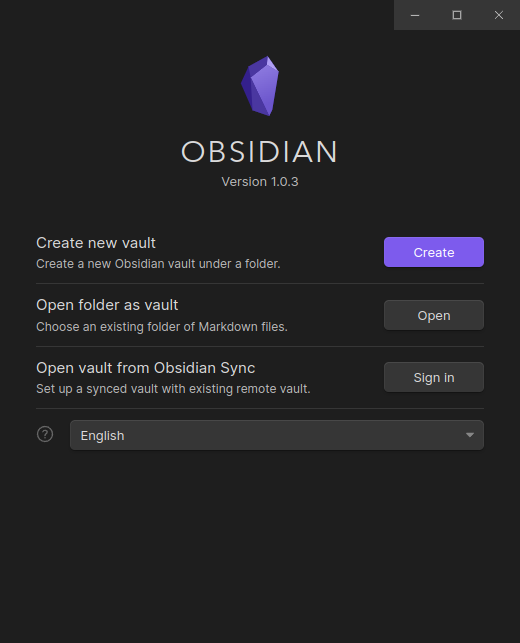 OBSIDIAN
Version 1.0.3
Create new vault
Create a new Obsidian vault under a folder.
Create
Open folder as vault
Choose an existing folder of Markdown files.
Open
Open vault from Obsidian Sync
Set up a synced vault with existing remote vault.
Sign in
?
English